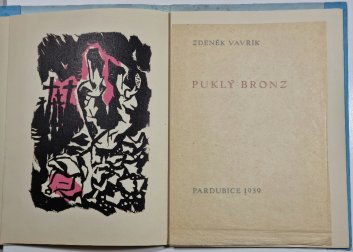 ZDENĚK VAVŘÍK
PUKLÝ BRONZ
PARDUBICE 1939